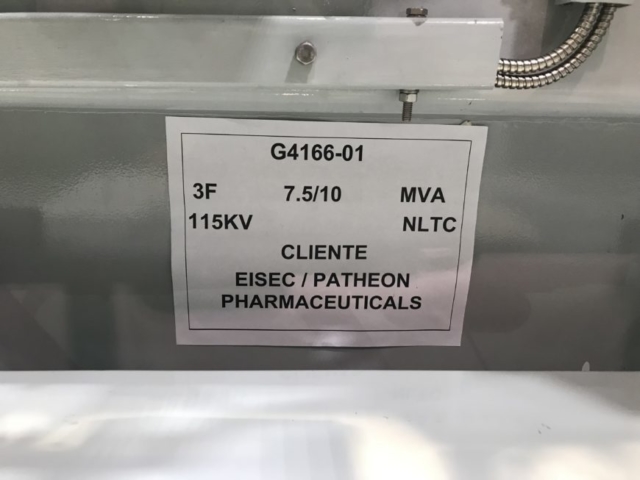 G4166-01
3F 7.5/10 MVA
115KV NLTC
CLIENTE
EISEC / PATHEON
PHARMACEUTICALS